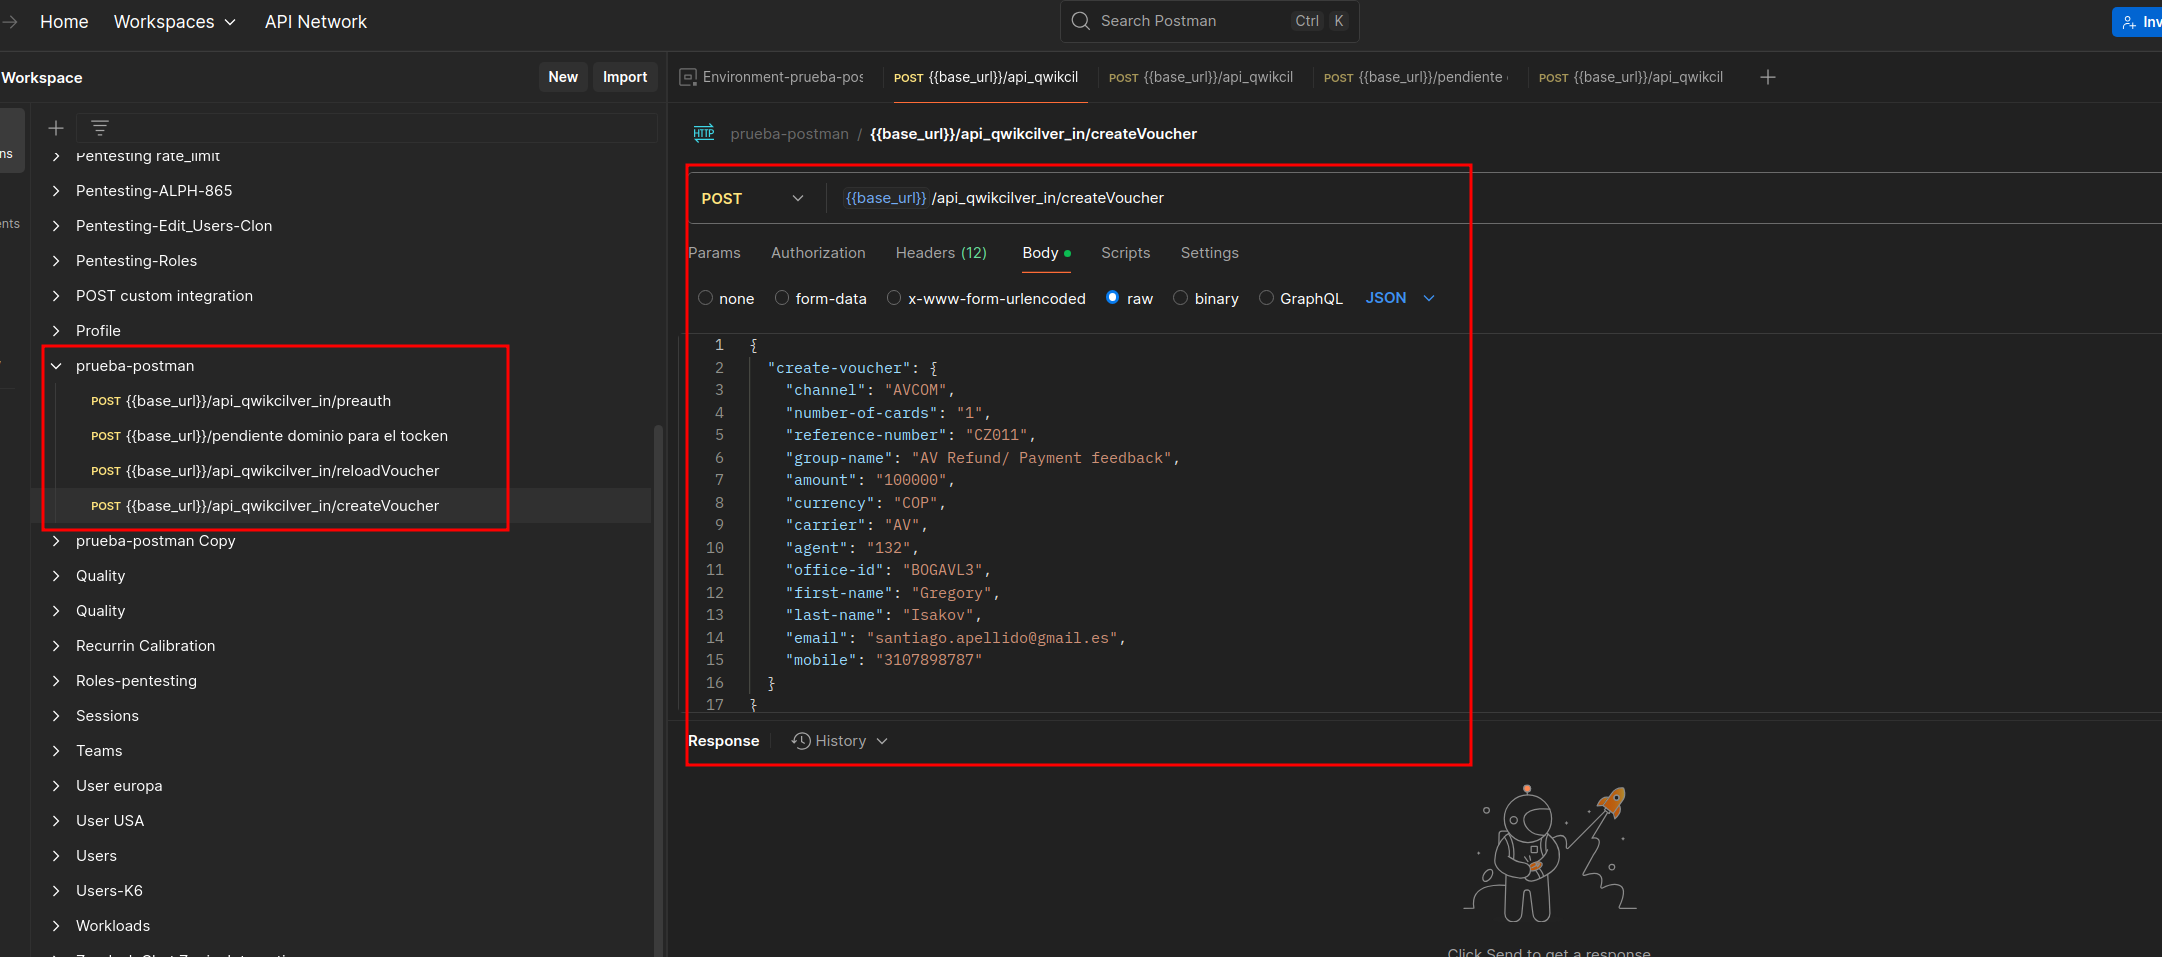 Home Workspaces API Network Search Postman Ctrl K
Workspace New Import
Environment-prueba-pos POST {{base_url}}/api_qwikcil POST {{base_url}}/api_qwikcil POST {{base_url}}/pendiente POST {{base_url}}/api_qwikcil
prueba-postman / {{base_url}}/api_qwikcilver_in/createVoucher
Pentesting rate_limit
Pentesting-ALPH-865
Pentesting-Edit_Users-Clon
Pentesting-Roles
POST custom integration
Profile
prueba-postman
POST {{base_url}}/api_qwikcilver_in/preauth
POST {{base_url}}/pendiente dominio para el tocken
POST {{base_url}}/api_qwikcilver_in/reloadVoucher
POST {{base_url}}/api_qwikcilver_in/createVoucher
prueba-postman Copy
Quality
Quality
Recurrin Calibration
Roles-pentesting
Sessions
Teams
User europa
User USA
Users
Users-K6
Workloads
POST {{base_url}} /api_qwikcilver_in/createVoucher
Params Authorization Headers (12) Body Scripts Settings
none form-data x-www-form-urlencoded raw binary GraphQL JSON
1 {
2 "create-voucher": {
3 "channel": "AVCOM",
4 "number-of-cards": "1",
5 "reference-number": "CZ011",
6 "group-name": "AV Refund/ Payment feedback",
7 "amount": "100000",
8 "currency": "COP",
9 "carrier": "AV",
10 "agent": "132",
11 "office-id": "BOGAVL3",
12 "first-name": "Gregory",
13 "last-name": "Isakov",
14 "email": "santiago.apellido@gmail.es",
15 "mobile": "3107898787"
16 }
17 }
Response History
Click Send to get a response